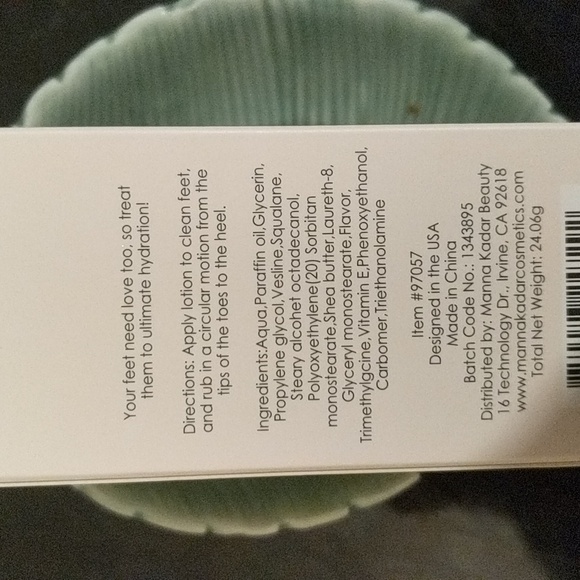 Your feet need love too, so treat
them to ultimate hydration!
Directions: Apply lotion to clean feet,
and rub in a circular motion from the
tips of the toes to the heel.
Ingredients:Aqua,Paraffin oil,Glycerin,
Propylene glycol,Vesline,Squalane,
Steary alcohet octadecanol,
Polyoxyethylene(20) Sorbitan
monostearate,Shea butter,Laureth-8,
Glyceryl monostearate,Flavor,
Trimethylgcine,Vitamin E,Phenoxyethanol,
Carbomer,Triethanolamine
Item #97057
Designed in the USA
Made in China
Batch Code No.: 1343895
Distributed by: Manna Kadar Beauty
16 Technology Dr., Irvine, CA 92618
www.mannakadarcosmetics.com
Total Net Weight: 24.06g